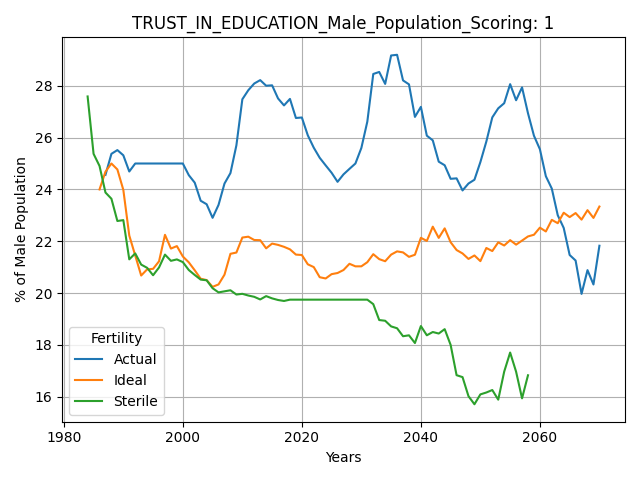 TRUST_IN_EDUCATION_Male_Population_Scoring: 1
% of Male Population
28
26
24
22
20
18
16
Fertility
Actual
Ideal
Sterile
1980 2000 2020 2040 2060
Years